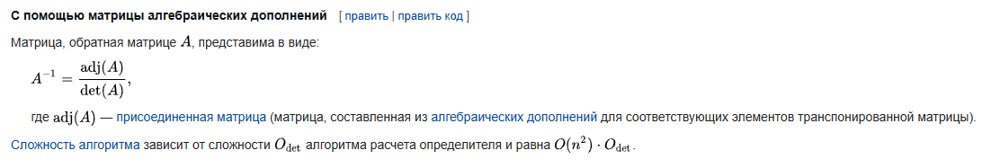 С помощью матрицы алгебраических дополнений [ править | править код ]
Матрица, обратная матрице A, представима в виде:
A⁻¹ = adj(A) / det(A),
где adj(A) — присоединенная матрица (матрица, составленная из алгебраических дополнений для соответствующих элементов транспонированной матрицы).
Сложность алгоритма зависит от сложности O_det алгоритма расчета определителя и равна O(n²) · O_det.